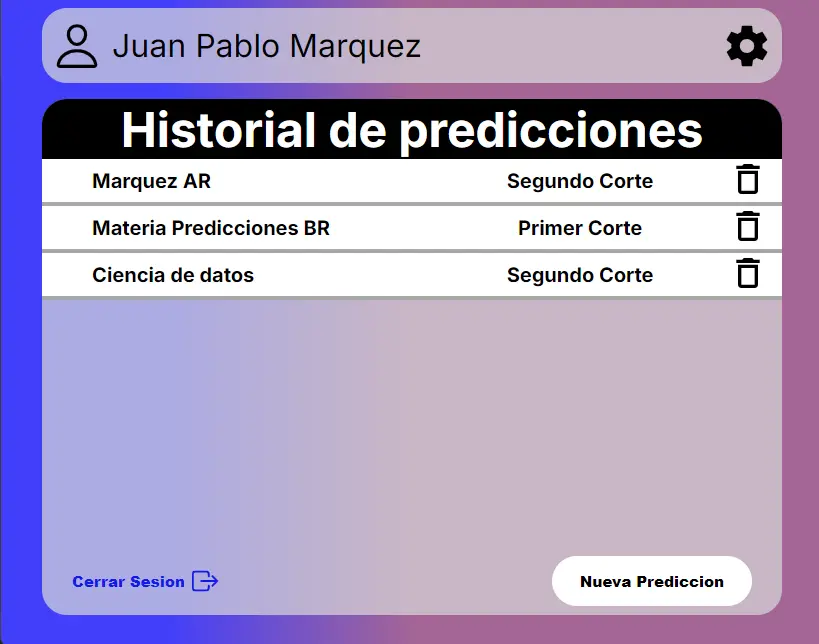 Juan Pablo Marquez
Historial de predicciones
Marquez AR Segundo Corte
Materia Predicciones BR Primer Corte
Ciencia de datos Segundo Corte
Cerrar Sesion Nueva Prediccion